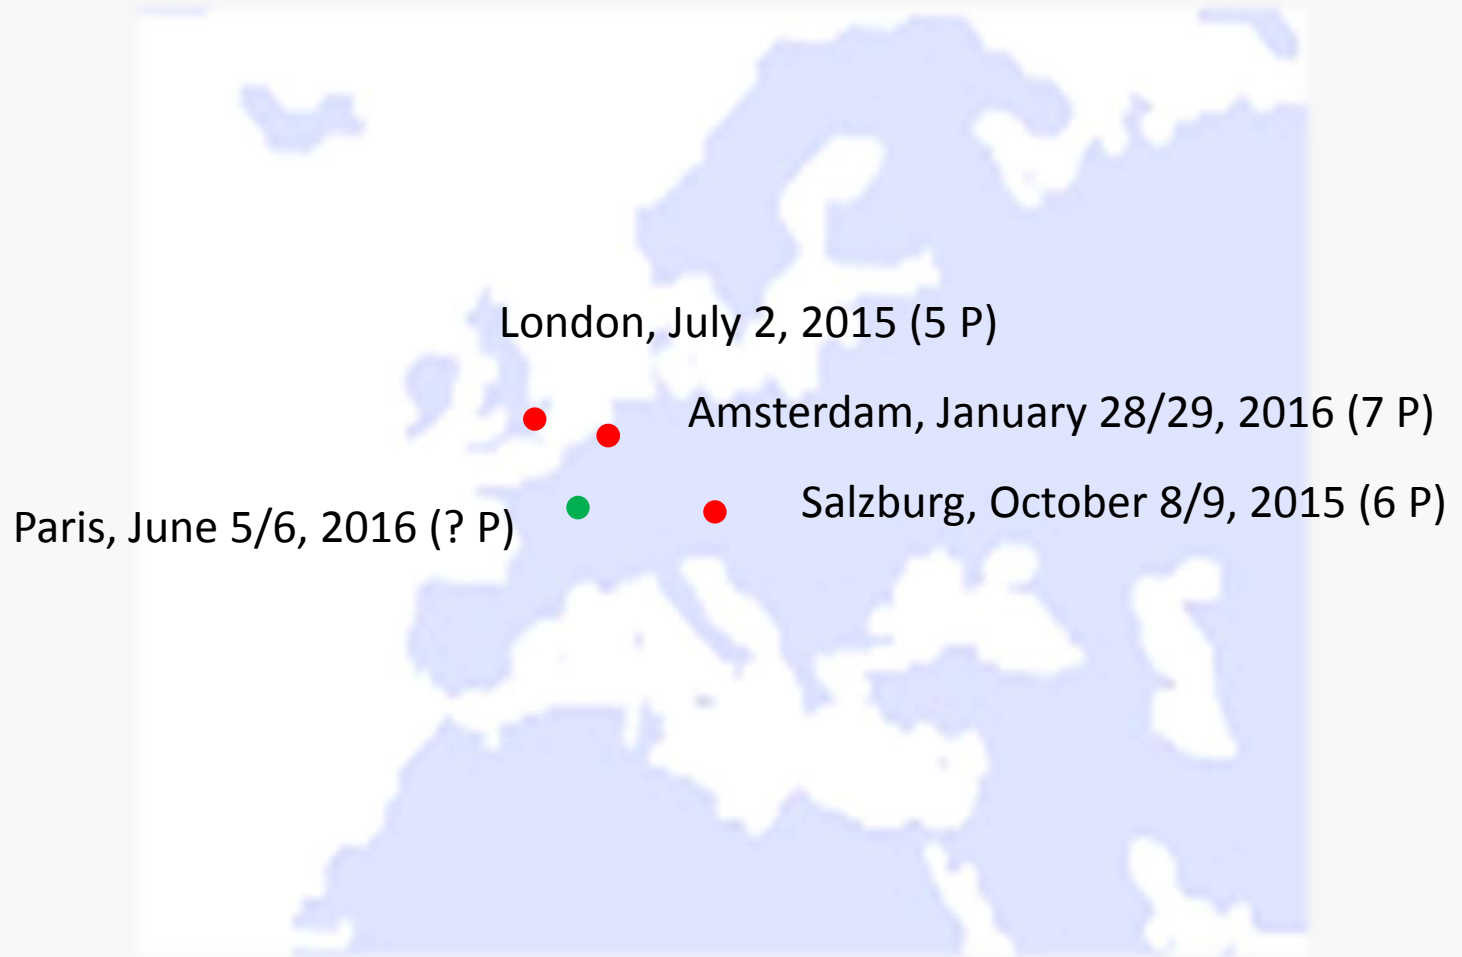 London, July 2, 2015 (5 P)
Amsterdam, January 28/29, 2016 (7 P)
Salzburg, October 8/9, 2015 (6 P)
Paris, June 5/6, 2016 (? P)